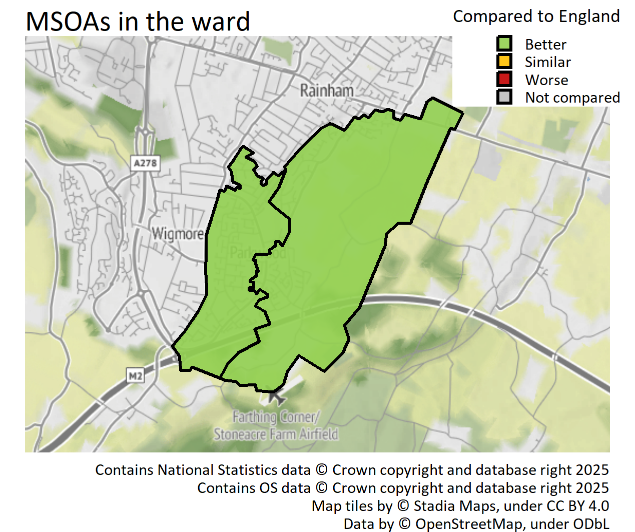 MSOAs in the ward
Compared to England
Better
Similar
Worse
Not compared
Rainham
A278
Wigmore
M2
Farthing Corner/
Stoneacre Farm Airfield
Contains National Statistics data © Crown copyright and database right 2025
Contains OS data © Crown copyright and database right 2025
Map tiles by © Stadia Maps, under CC BY 4.0
Data by © OpenStreetMap, under ODbL